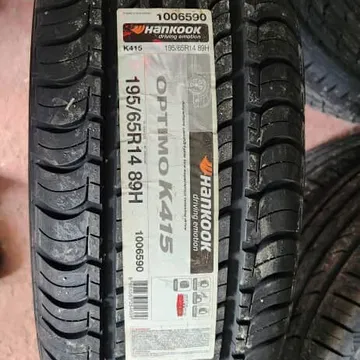 1006590
HANKOOK
driving emotion
K415
195/65R14 89H
OPTIMO K415
HANKOOK
driving emotion
195/65R14 89H
1006590